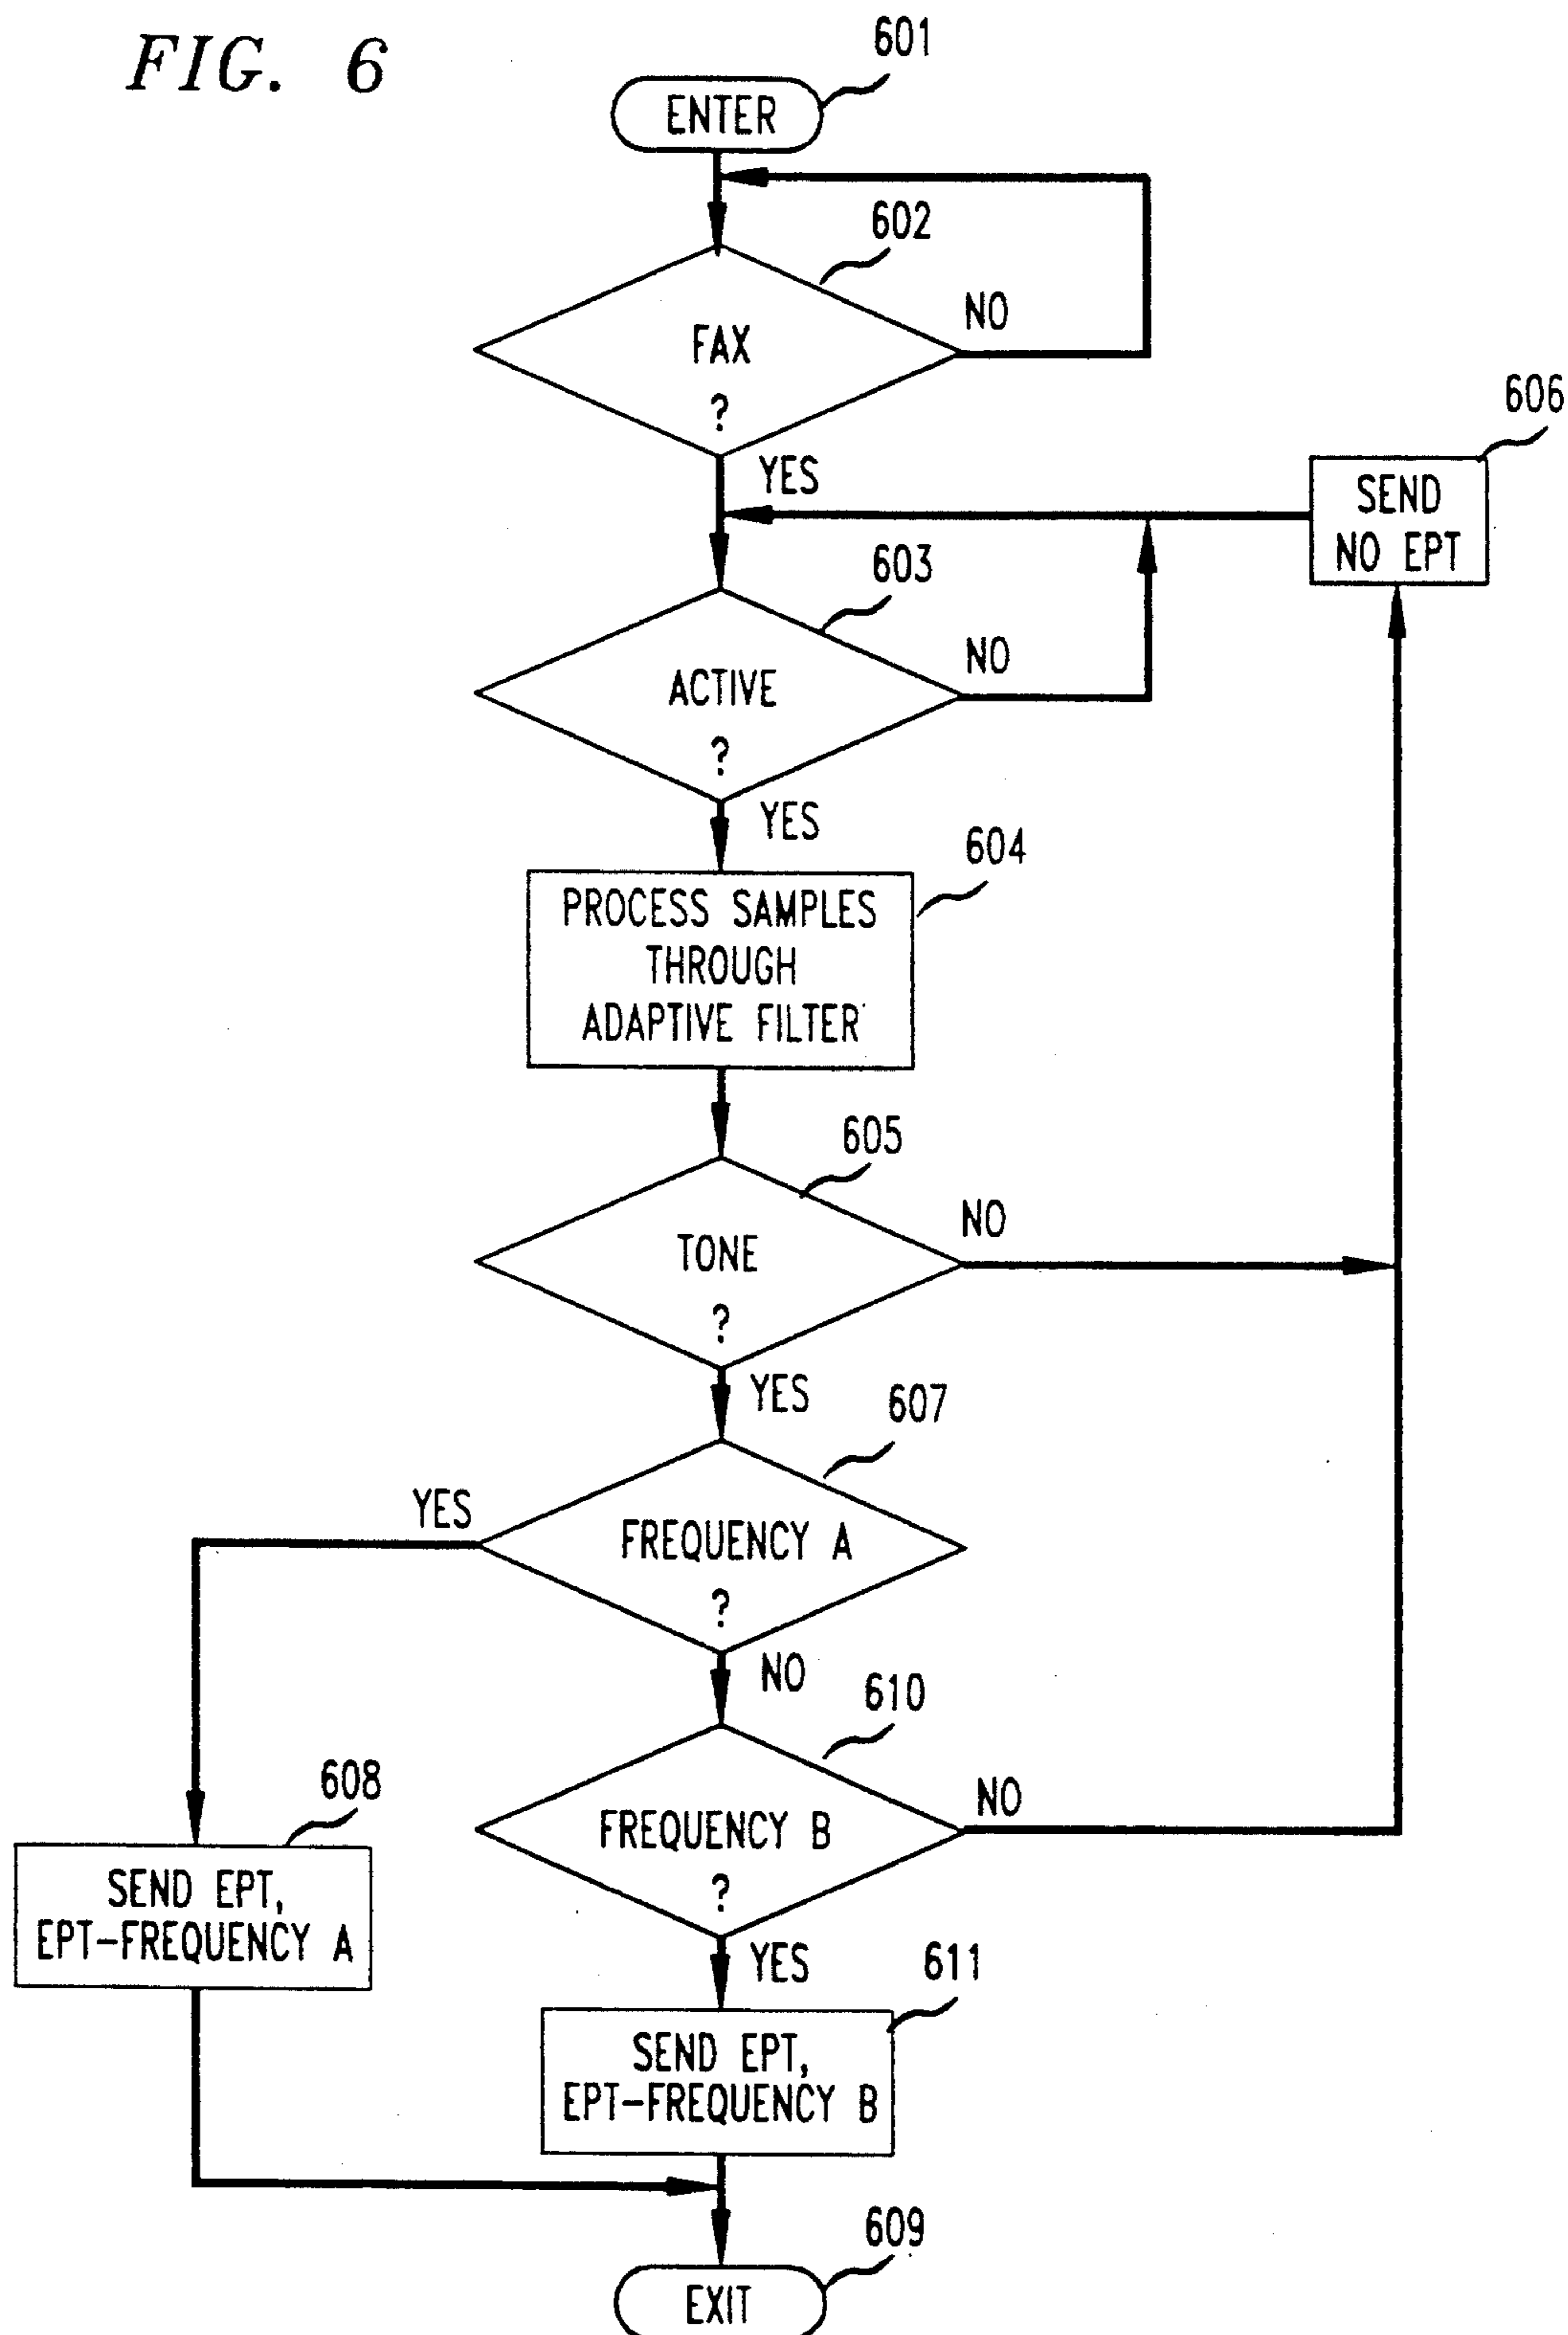 FIG. 6
601
ENTER
602
NO
FAX
?
606
YES
SEND
NO EPT
603
NO
ACTIVE
?
YES
604
PROCESS SAMPLES
THROUGH
ADAPTIVE FILTER
605
NO
TONE
?
YES
607
YES
FREQUENCY A
?
NO
610
608
NO
FREQUENCY B
?
SEND EPT,
EPT-FREQUENCY A
YES
611
SEND EPT,
EPT-FREQUENCY B
609
EXIT